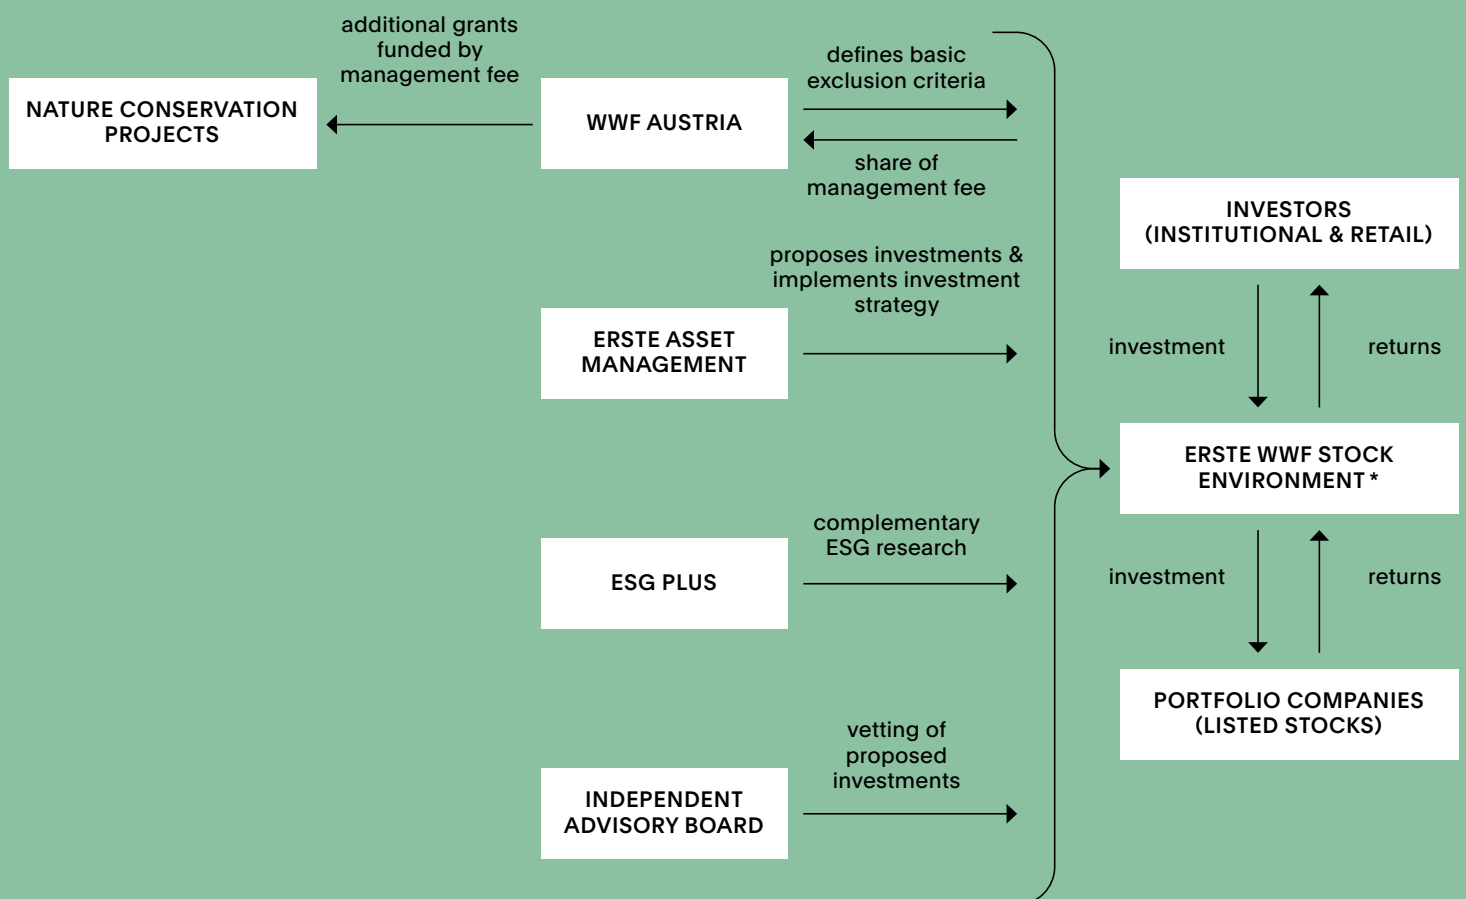 additional grants
funded by
management fee
NATURE CONSERVATION
PROJECTS
WWF AUSTRIA
defines basic
exclusion criteria
share of
management fee
INVESTORS
(INSTITUTIONAL & RETAIL)
proposes investments &
implements investment
strategy
ERSTE ASSET
MANAGEMENT
investment
returns
ERSTE WWF STOCK
ENVIRONMENT *
complementary
ESG research
ESG PLUS
investment
returns
PORTFOLIO COMPANIES
(LISTED STOCKS)
vetting of
proposed
investments
INDEPENDENT
ADVISORY BOARD